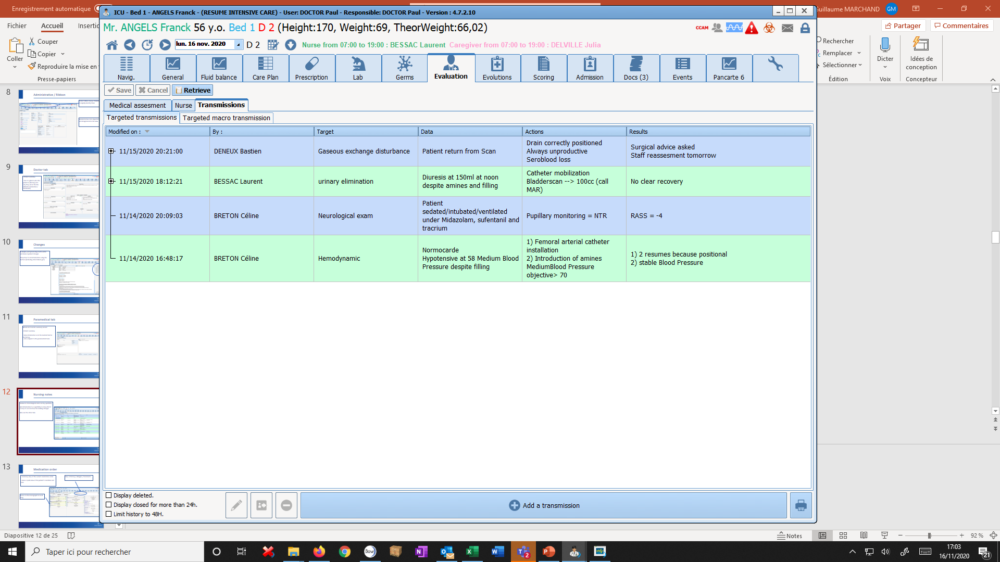 Enregistrement automatique
Guillaume MARCHAND
GM
Fichier
Accueil
Partager
Commentaires
Coller
Couper
Copier
Reproduire la mise en
Presse-papiers
Rechercher
Remplacer
Sélectionner
Édition
Dicter
Voix
Idées de
conception
Concepteur
8
Administrative / Ribbon
9
Doctor tab
10
Changes
11
Paramedical tab
12
Nursing notes
13
Medication order
ICU - Bed 1 - ANGELS Franck - (RESUME INTENSIVE CARE) - User: DOCTOR Paul - Responsible: DOCTOR Paul - Version : 4.7.2.10
Mr. ANGELS Franck 56 y.o. Bed 1 D 2 (Height:170, Weight:69, TheorWeight:66,02)
CCAM
lun. 16 nov. 2020
D 2
Nurse from 07:00 to 19:00 : BESSAC Laurent Caregiver from 07:00 to 19:00 : DELVILLE Julia
Navig.
General
Fluid balance
Care Plan
Prescription
Lab
Germs
Evaluation
Evolutions
Scoring
Admission
Docs (3)
Events
Pancarte 6
Save
Cancel
Retrieve
Medical assesment
Nurse
Transmissions
Targeted transmissions
Targeted macro transmission
Modified on :
By :
Target
Data
Actions
Results
11/15/2020 20:21:00
DENEUX Bastien
Gaseous exchange disturbance
Patient return from Scan
Drain correctly positioned
Always unproductive
Seroblood loss
Surgical advice asked
Staff reassesment tomorrow
11/15/2020 18:12:21
BESSAC Laurent
urinary elimination
Diuresis at 150ml at noon
despite amines and filling
Catheter mobilization
Bladderscan --> 100cc (call
MAR)
No clear recovery
11/14/2020 20:09:03
BRETON Céline
Neurological exam
Patient
sedated/intubated/ventilated
under Midazolam, sufentanil and
tracrium
Pupillary monitoring = NTR
RASS = -4
11/14/2020 16:48:17
BRETON Céline
Hemodynamic
Normocarde
Hypotensive at 58 Medium Blood
Pressure despite filling
1) Femoral arterial catheter
installation
2) Introduction of amines
MediumBlood Pressure
objective> 70
1) 2 resumes because positional
2) stable Blood Pressure
Display deleted.
Display closed for more than 24h.
Limit history to 48H.
Add a transmission
Diapositive 12 de 25
Notes
92 %
Taper ici pour rechercher
Bow
2
17:03
16/11/2020
21